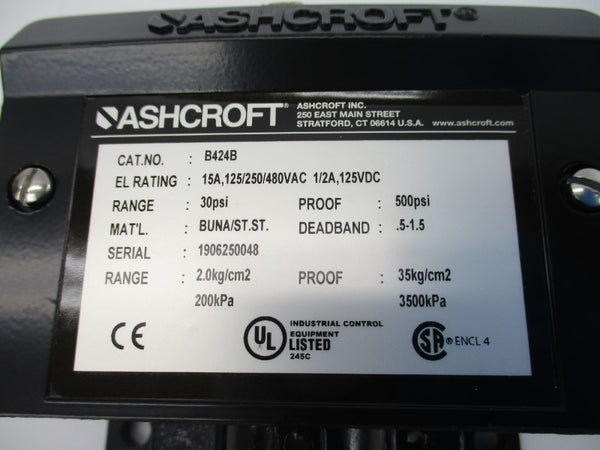 ASHCROFT®
ASHCROFT® ASHCROFT INC.
250 EAST MAIN STREET
STRATFORD, CT 06614 U.S.A. www.ashcroft.com
CAT.NO. : B424B
EL RATING : 15A,125/250/480VAC 1/2A,125VDC
RANGE : 30psi PROOF : 500psi
MAT'L. : BUNA/ST.ST. DEADBAND : .5-1.5
SERIAL : 1906250048
RANGE : 2.0kg/cm2 PROOF : 35kg/cm2
200kPa 3500kPa
CE UL LISTED INDUSTRIAL CONTROL
EQUIPMENT
245C
SA® ENCL 4